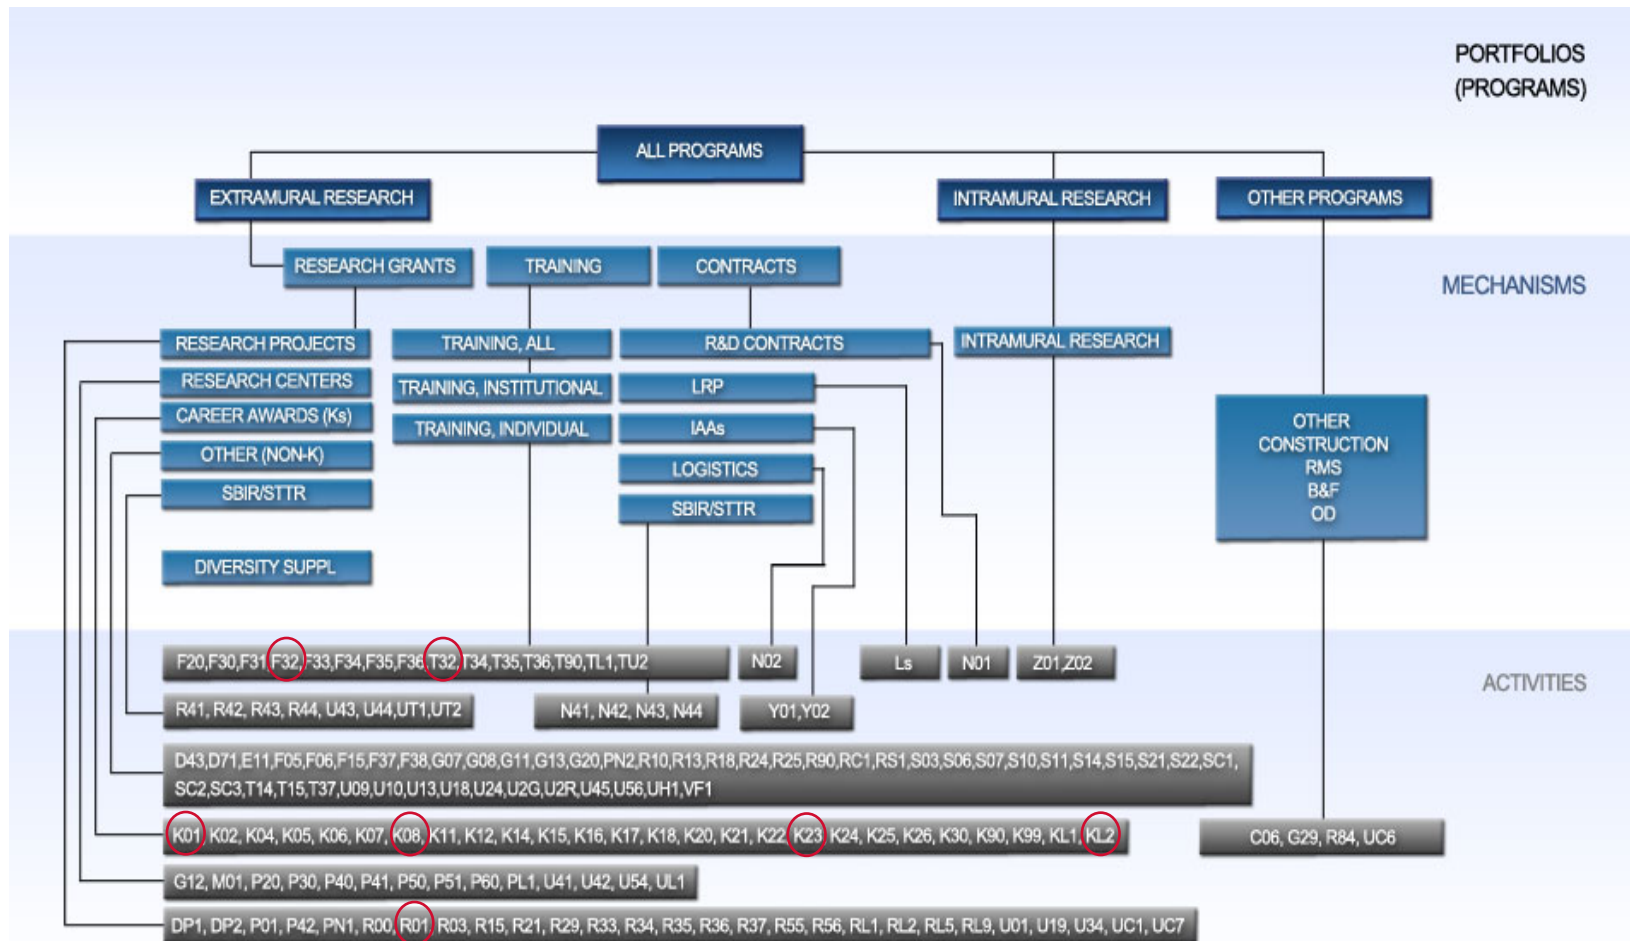 PORTFOLIOS
(PROGRAMS)
ALL PROGRAMS
EXTRAMURAL RESEARCH
INTRAMURAL RESEARCH
OTHER PROGRAMS
RESEARCH GRANTS
TRAINING
CONTRACTS
MECHANISMS
RESEARCH PROJECTS
TRAINING, ALL
R&D CONTRACTS
INTRAMURAL RESEARCH
RESEARCH CENTERS
TRAINING, INSTITUTIONAL
LRP
CAREER AWARDS (Ks)
TRAINING, INDIVIDUAL
IAAs
OTHER (NON-K)
LOGISTICS
SBIR/STTR
SBIR/STTR
DIVERSITY SUPPL
OTHER
CONSTRUCTION
RMS
B&F
OD
F20,F30,F31,F32,F33,F34,F35,F36,T32,T34,T35,T36,T90,TL1,TU2
N02
Ls
N01
Z01,Z02
ACTIVITIES
R41, R42, R43, R44, U43, U44,UT1,UT2
N41, N42, N43, N44
Y01,Y02
D43,D71,E11,F05,F06,F15,F37,F38,G07,G08,G11,G13,G20,PN2,R10,R13,R18,R24,R25,R90,RC1,RS1,S03,S06,S07,S10,S11,S14,S15,S21,S22,SC1,
SC2,SC3,T14,T15,T37,U09,U10,U13,U18,U24,U2G,U2R,U45,U56,UH1,VF1
K01, K02, K04, K05, K06, K07, K08, K11, K12, K14, K15, K16, K17, K18, K20, K21, K22, K23, K24, K25, K26, K30, K90, K99, KL1, KL2
C06, G29, R84, UC6
G12, M01, P20, P30, P40, P41, P50, P51, P60, PL1, U41, U42, U54, UL1
DP1, DP2, P01, P42, PN1, R00, R01, R03, R15, R21, R29, R33, R34, R35, R36, R37, R55, R56, RL1, RL2, RL5, RL9, U01, U19, U34, UC1, UC7